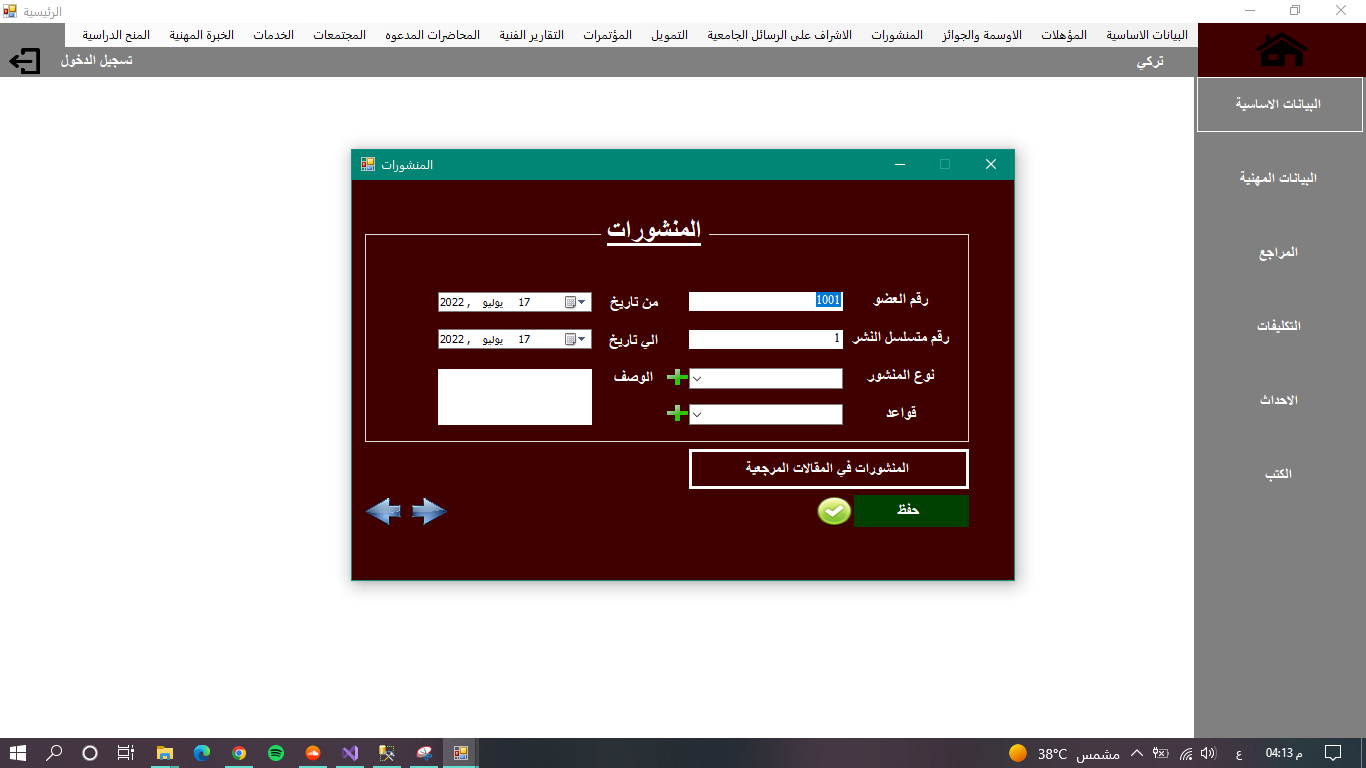 الرئيسية
البيانات الاساسية
المؤهلات
الاوسمة والجوائز
المنشورات
الاشراف على الرسائل الجامعية
التمويل
المؤتمرات
التقارير الفنية
المحاضرات المدعوه
المجتمعات
الخدمات
الخبرة المهنية
المنح الدراسية
تركي
تسجيل الدخول
البيانات الاساسية
البيانات المهنية
المراجع
التكليفات
الاحداث
الكتب
المنشورات
المنشورات
رقم العضو
1001
من تاريخ
17 يوليو , 2022
رقم متسلسل النشر
1
الي تاريخ
17 يوليو , 2022
نوع المنشور
الوصف
قواعد
المنشورات في المقالات المرجعية
حفظ
38°C مشمس
ع
04:13 م